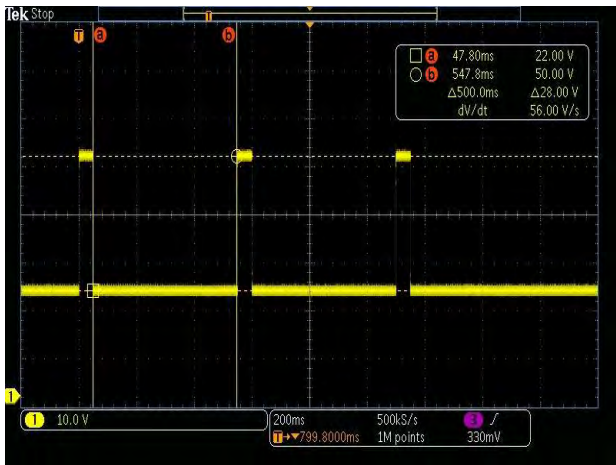 Tek Stop
T
T
a
b
a 47.80ms 22.00 V
b 547.8ms 50.00 V
Δ500.0ms Δ28.00 V
dV/dt 56.00 V/s
1
1 10.0 V
200ms 500kS/s 3 ∫
T→▼799.8000ms 1M points 330mV